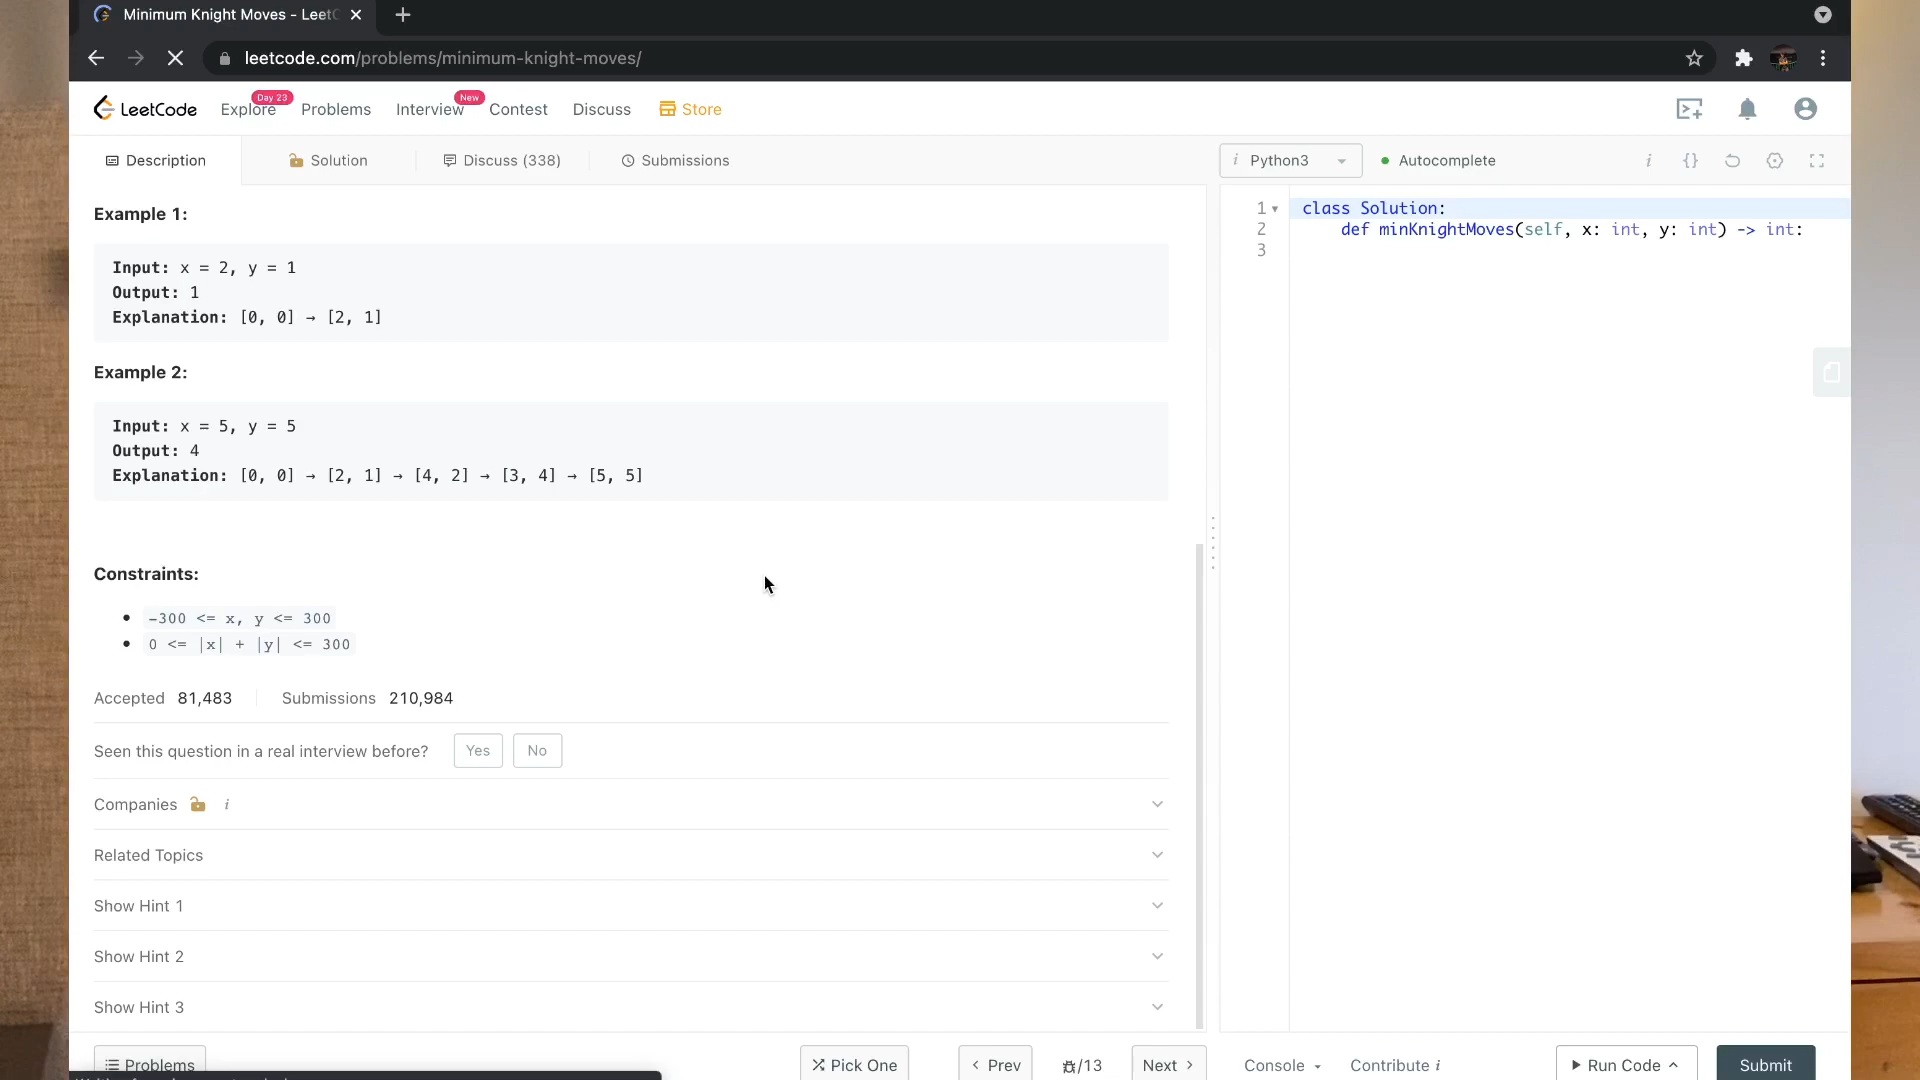 Minimum Knight Moves - Leet
leetcode.com/problems/minimum-knight-moves/
LeetCode Explore Day 23 Problems Interview New Contest Discuss Store
Description Solution Discuss (338) Submissions
i Python3 Autocomplete i {}
Example 1:
Input: x = 2, y = 1
Output: 1
Explanation: [0, 0] → [2, 1]
Example 2:
Input: x = 5, y = 5
Output: 4
Explanation: [0, 0] → [2, 1] → [4, 2] → [3, 4] → [5, 5]
Constraints:
-300 <= x, y <= 300
0 <= |x| + |y| <= 300
Accepted 81,483 Submissions 210,984
Seen this question in a real interview before? Yes No
Companies i
Related Topics
Show Hint 1
Show Hint 2
Show Hint 3
1 class Solution:
2 def minKnightMoves(self, x: int, y: int) -> int:
3
Problems Pick One Prev /13 Next Console Contribute i Run Code Submit